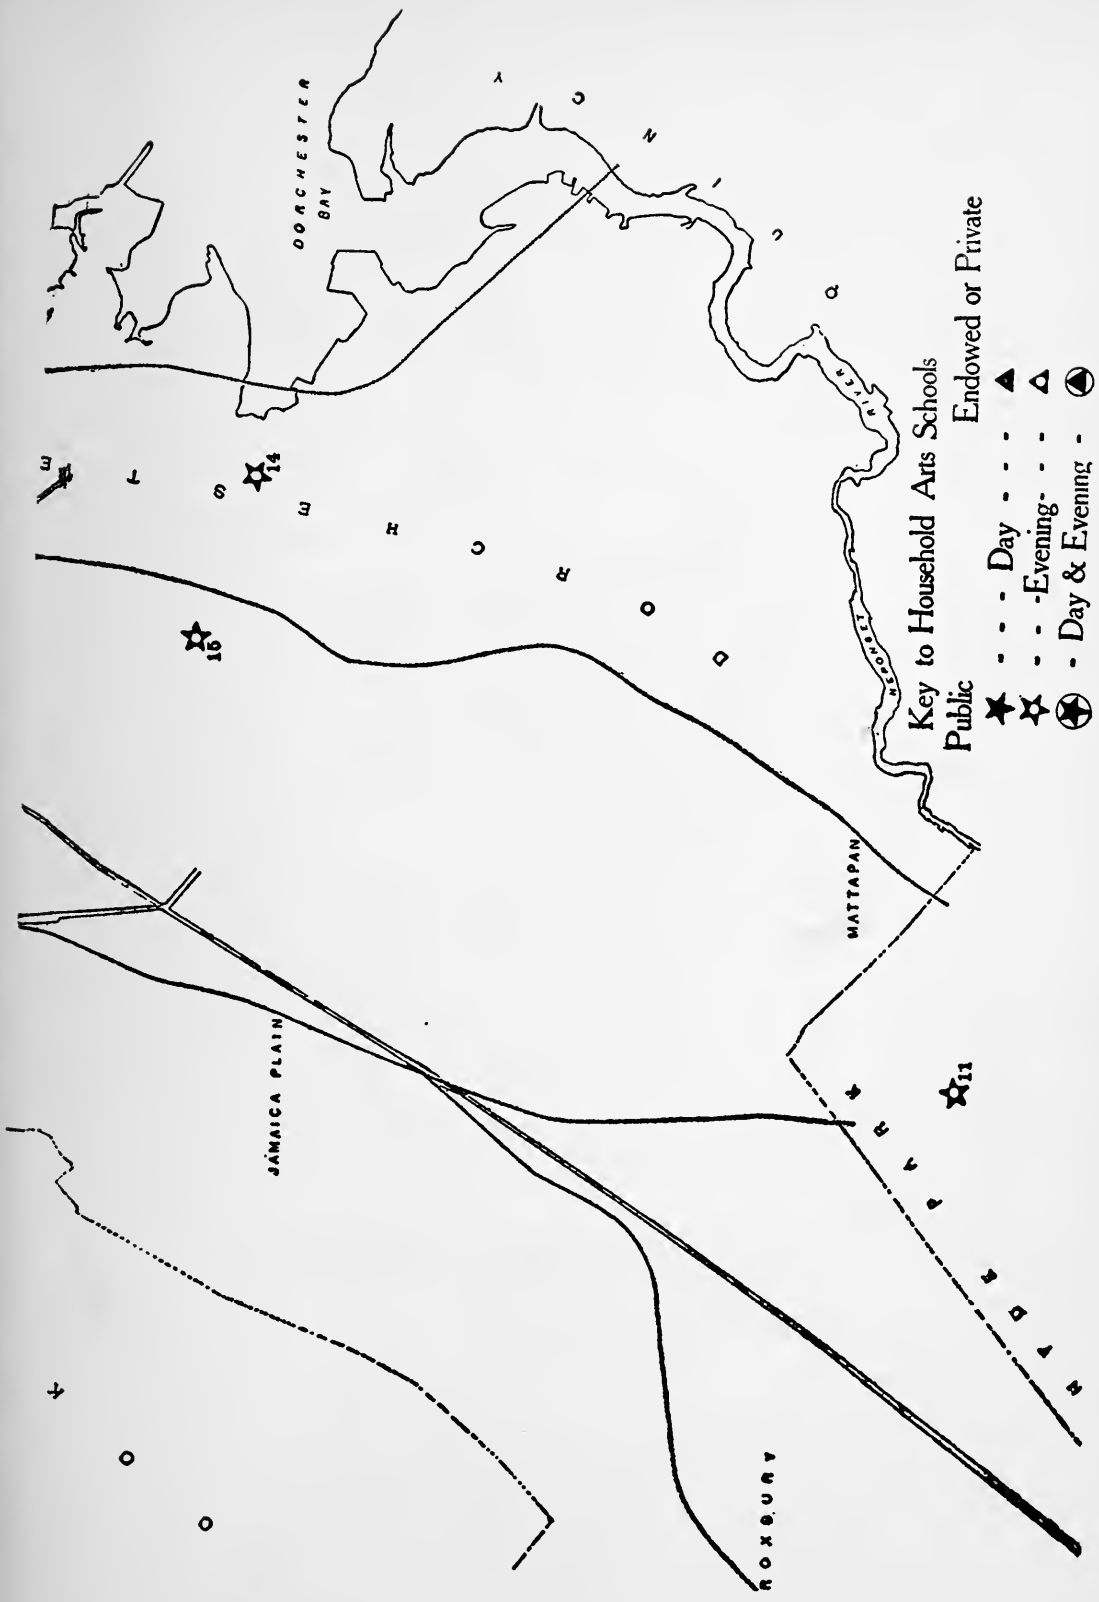 DORCHESTER
BAY
QUINCY
DORCHESTE
14
15
JAMAICA PLAIN
MATTAPAN
NEPONSET
RIVER
HYDE PARK
11
ROXBURY
O
O
K
Key to Household Arts Schools
Public Endowed or Private
- - - Day - - - -
- - - Evening - - - -
- Day & Evening -